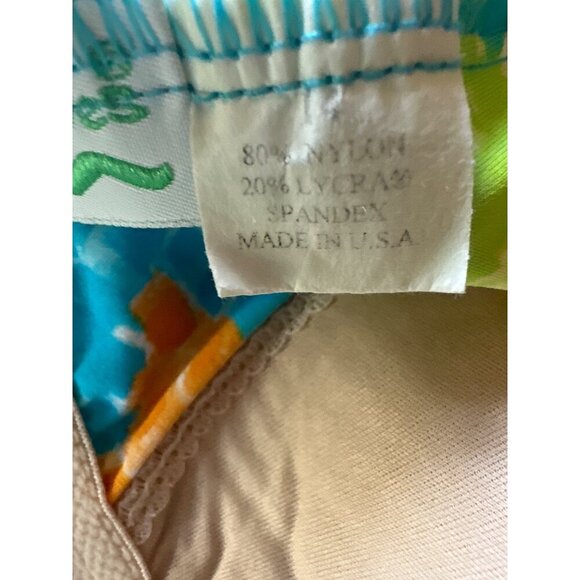 80% NYLON
20% LYCRA®
SPANDEX
MADE IN U.S.A.